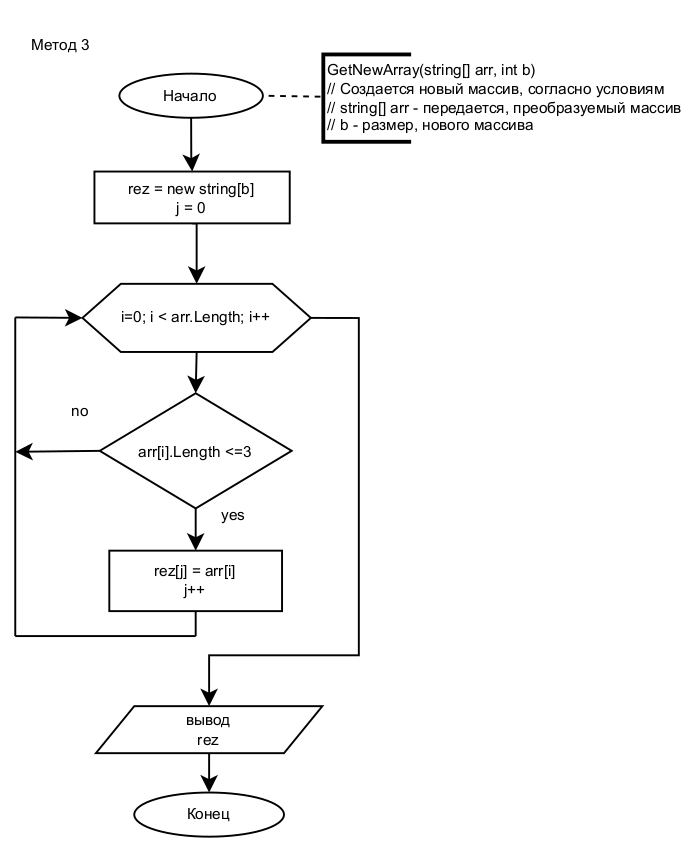 Метод 3
Начало
GetNewArray(string[] arr, int b)
// Создается новый массив, согласно условиям
// string[] arr - передается, преобразуемый массив
// b - размер, нового массива
rez = new string[b]
j = 0
i=0; i < arr.Length; i++
no
arr[i].Length <=3
yes
rez[j] = arr[i]
j++
вывод
rez
Конец